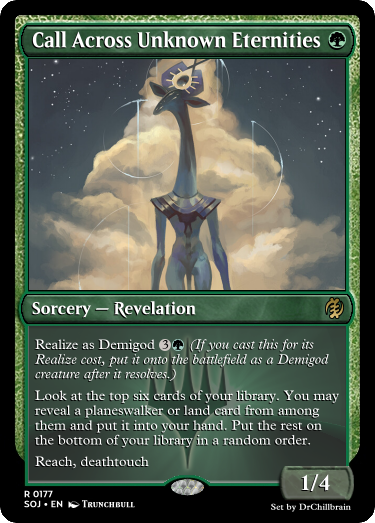 Call Across Unknown Eternities
Sorcery — Revelation
Realize as Demigod 3 (If you cast this for its
Realize cost, put it onto the battlefield as a Demigod
creature after it resolves.)
Look at the top six cards of your library. You may
reveal a planeswalker or land card from among
them and put it into your hand. Put the rest on
the bottom of your library in a random order.
Reach, deathtouch
1/4
R 0177
SOJ • EN Trunchbull
Set by DrChillbrain